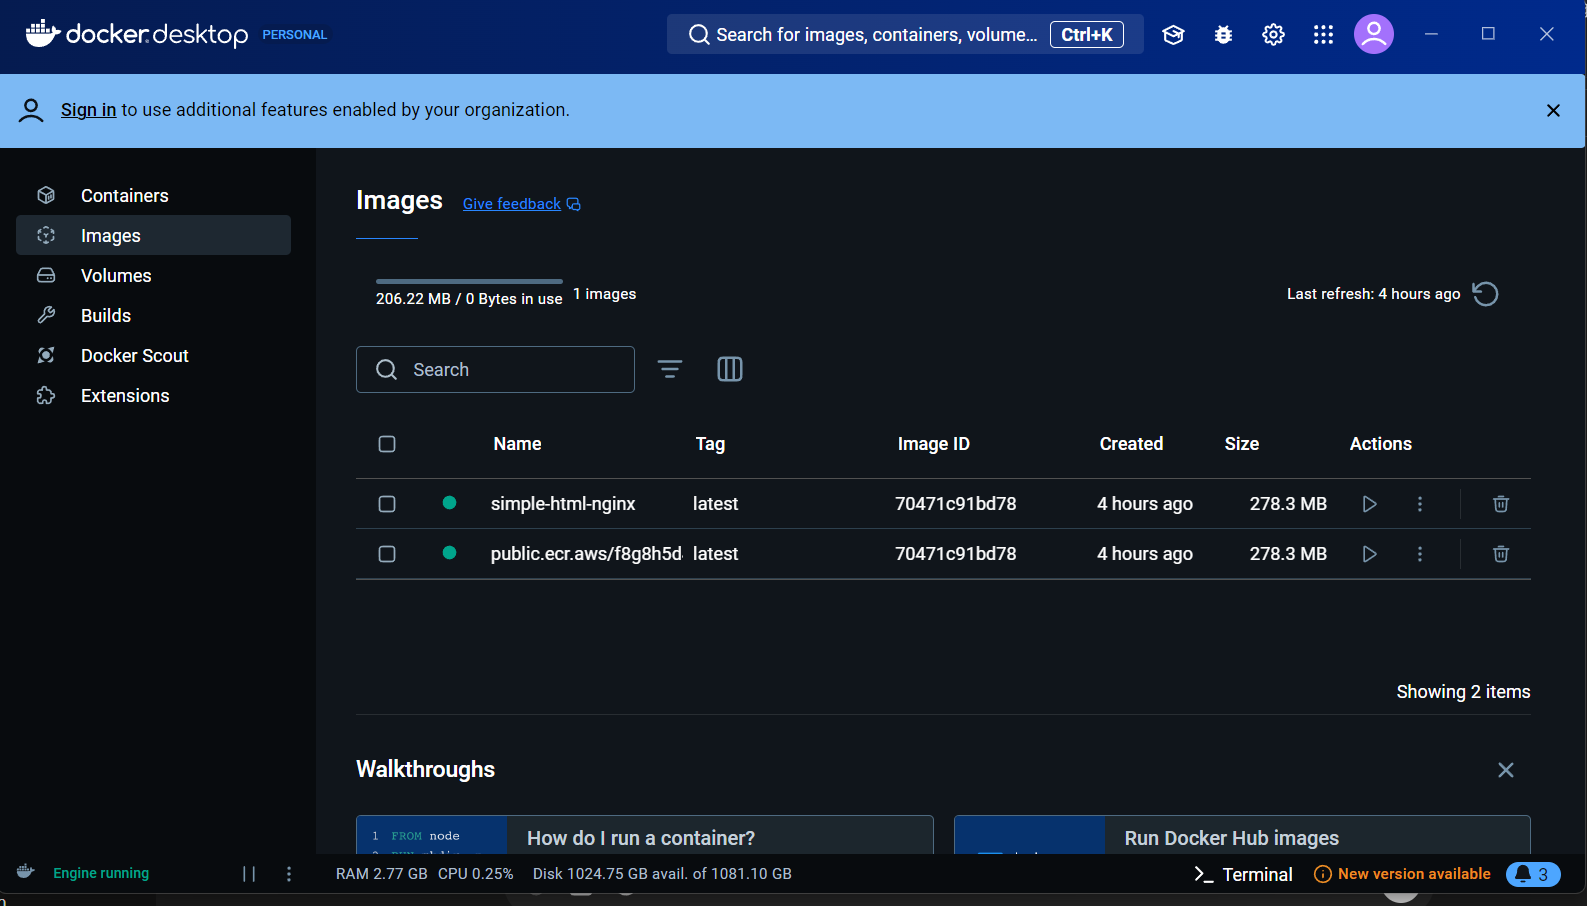 docker.desktop PERSONAL Search for images, containers, volume... Ctrl+K
Sign in to use additional features enabled by your organization.
Containers
Images
Volumes
Builds
Docker Scout
Extensions
Images Give feedback
206.22 MB / 0 Bytes in use 1 images Last refresh: 4 hours ago
Search
Name Tag Image ID Created Size Actions
simple-html-nginx latest 70471c91bd78 4 hours ago 278.3 MB
public.ecr.aws/f8g8h5d latest 70471c91bd78 4 hours ago 278.3 MB
Showing 2 items
Walkthroughs
1 FROM node
How do I run a container?
Run Docker Hub images
Engine running RAM 2.77 GB CPU 0.25% Disk 1024.75 GB avail. of 1081.10 GB Terminal New version available 3